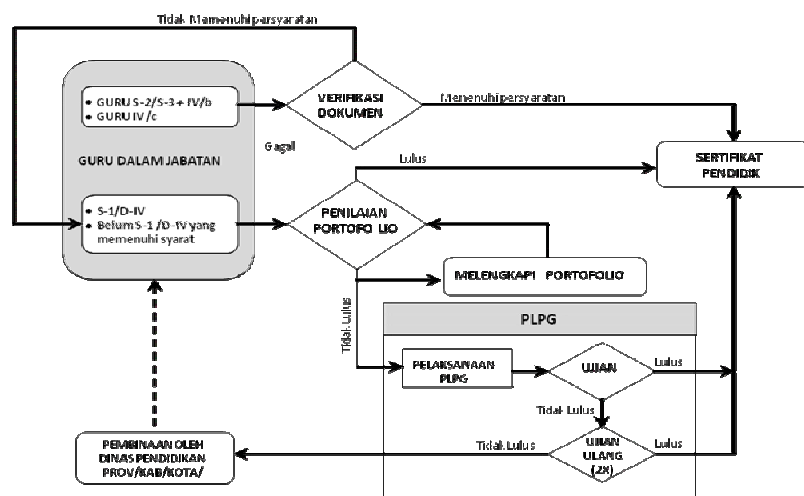 Tidak Memenuhi persyaratan
• GURU S-2/S-3 + IV/b
• GURU IV/c
VERIFIKASI
DOKUMEN
Memenuhi persyaratan
Gagal
GURU DALAM JABATAN
Lulus
SERTIFIKAT
PENDIDIK
• S-1/D-IV
• Belum S-1/D-IV yang
memenuhi syarat
PENILAIAN
PORTOFOLIO
MELENGKAPI PORTOFOLIO
Tidak Lulus
PLPG
PELAKSANAAN
PLPG
UJIAN
Lulus
Tidak Lulus
PEMBINAAN OLEH
DINAS PENDIDIKAN
PROV/KAB/KOTA/
Tidak Lulus
UJIAN
ULANG
(2X)
Lulus